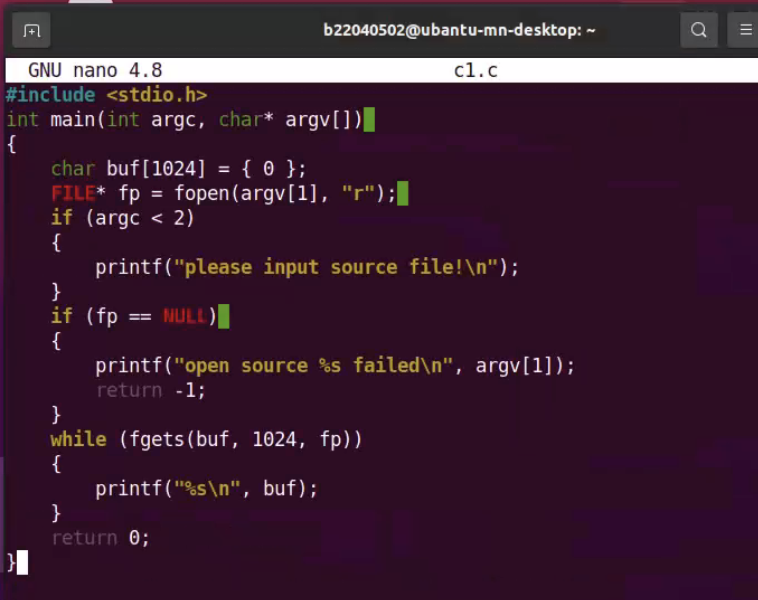 b22040502@ubantu-mn-desktop: ~
GNU nano 4.8 c1.c
#include <stdio.h>
int main(int argc, char* argv[])
{
    char buf[1024] = { 0 };
    FILE* fp = fopen(argv[1], "r");
    if (argc < 2)
    {
        printf("please input source file!\n");
    }
    if (fp == NULL)
    {
        printf("open source %s failed\n", argv[1]);
        return -1;
    }
    while (fgets(buf, 1024, fp))
    {
        printf("%s\n", buf);
    }
    return 0;
}